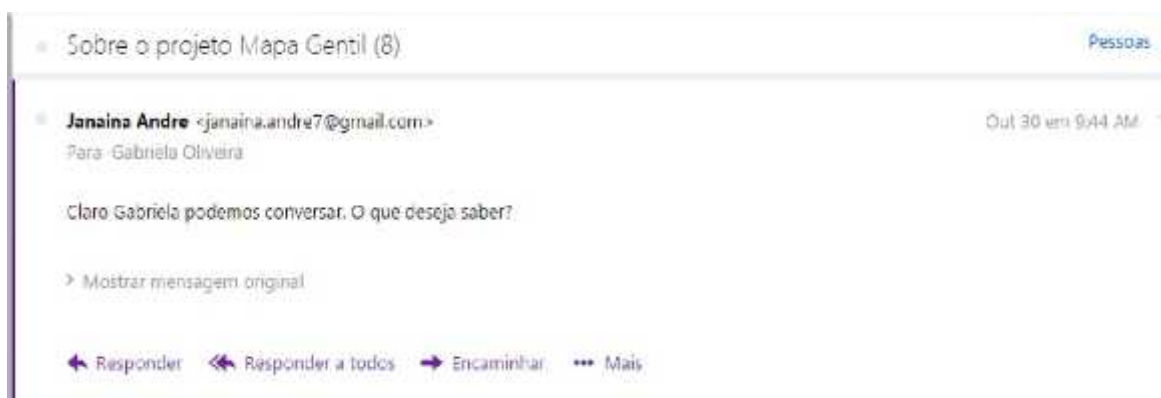 Sobre o projeto Mapa Gentil (8)
Pessoas
Janaina Andre <janaina.andre7@gmail.com>
Out 30 em 9:44 AM
Para Gabriela Oliveira
Claro Gabriela podemos conversar. O que deseja saber?
> Mostrar mensagem original
Responder Responder a todos Encaminhar ••• Mais